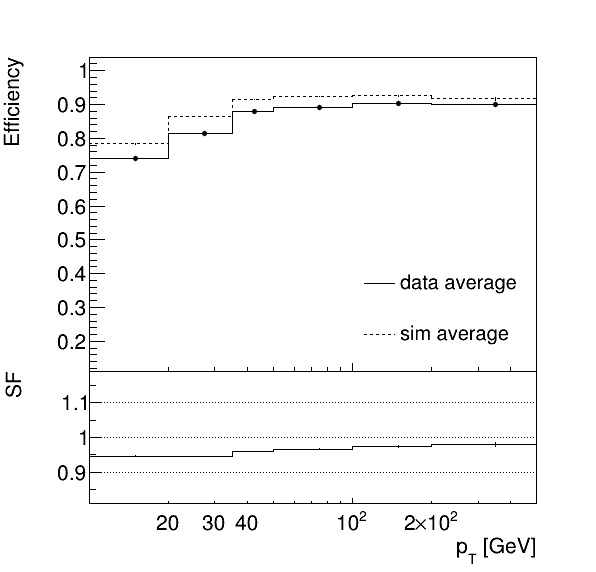 Efficiency
1
0.9
0.8
0.7
0.6
0.5
0.4
0.3
0.2
data average
sim average
SF
1.1
1
0.9
20 30 40 10² 2×10²
p_T [GeV]